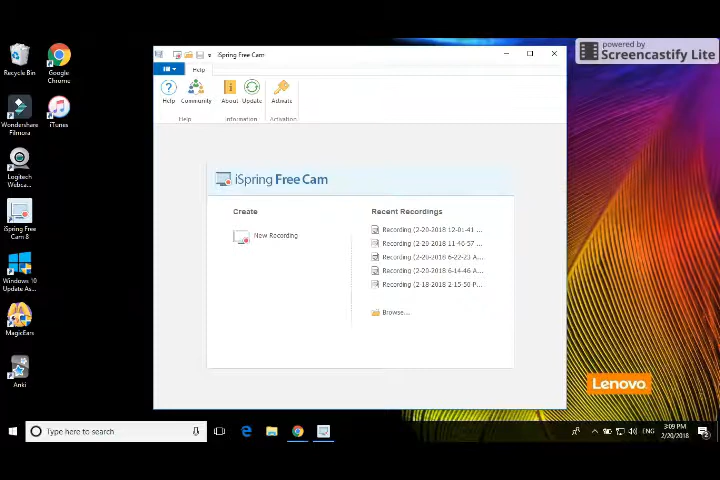 powered by
Screencastify Lite
iSpring Free Cam
Help
Help
Community
About
Update
Activate
Help
Information
Activation
iSpring Free Cam
Create
New Recording
Recent Recordings
Recording (2-20-2018 12-01-41 ...
Recording (2-20-2018 11-46-57 ...
Recording (2-20-2018 6-22-23 A...
Recording (2-20-2018 6-14-46 A...
Recording (2-18-2018 2:15:50 P...
Browse...
Recycle Bin
Google
Chrome
Wondershare
Filmora
iTunes
Logitech
Webca...
iSpring Free
Cam 8
Windows 10
Update As...
MagicEars
Anki
Lenovo
Type here to search
ENG
3:09 PM
2/20/2018
2